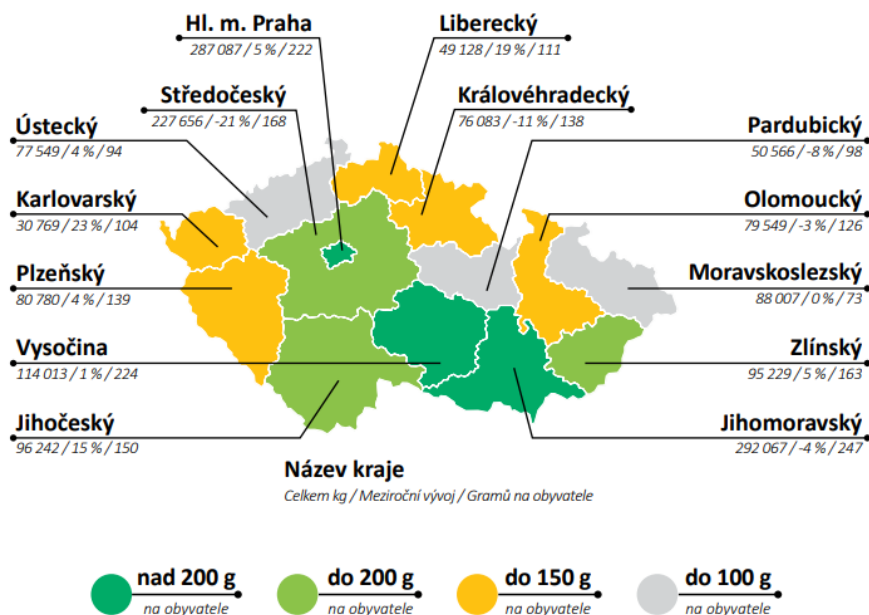 Hl. m. Praha
287 087 / 5 % / 222
Liberecký
49 128 / 19 % / 111
Středočeský
227 656 / -21 % / 168
Královéhradecký
76 083 / -11 % / 138
Ústecký
77 549 / 4 % / 94
Pardubický
50 566 / -8 % / 98
Karlovarský
30 769 / 23 % / 104
Olomoucký
79 549 / -3 % / 126
Plzeňský
80 780 / 4 % / 139
Moravskoslezský
88 007 / 0 % / 73
Vysočina
114 013 / 1 % / 224
Zlínský
95 229 / 5 % / 163
Jihočeský
96 242 / 15 % / 150
Jihomoravský
292 067 / -4 % / 247
Název kraje
Celkem kg / Meziroční vývoj / Gramů na obyvatele
nad 200 g
na obyvatele
do 200 g
na obyvatele
do 150 g
na obyvatele
do 100 g
na obyvatele